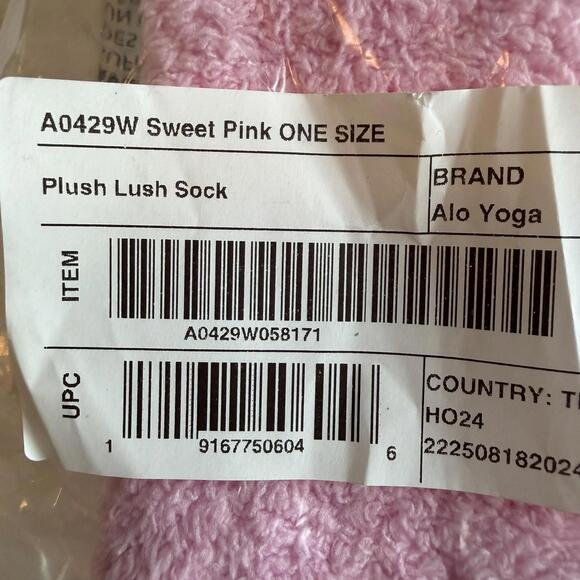 A0429W Sweet Pink ONE SIZE
Plush Lush Sock
BRAND
Alo Yoga
ITEM
A0429W058171
UPC
1 9167750604 6
COUNTRY: T
HO24
222508182024